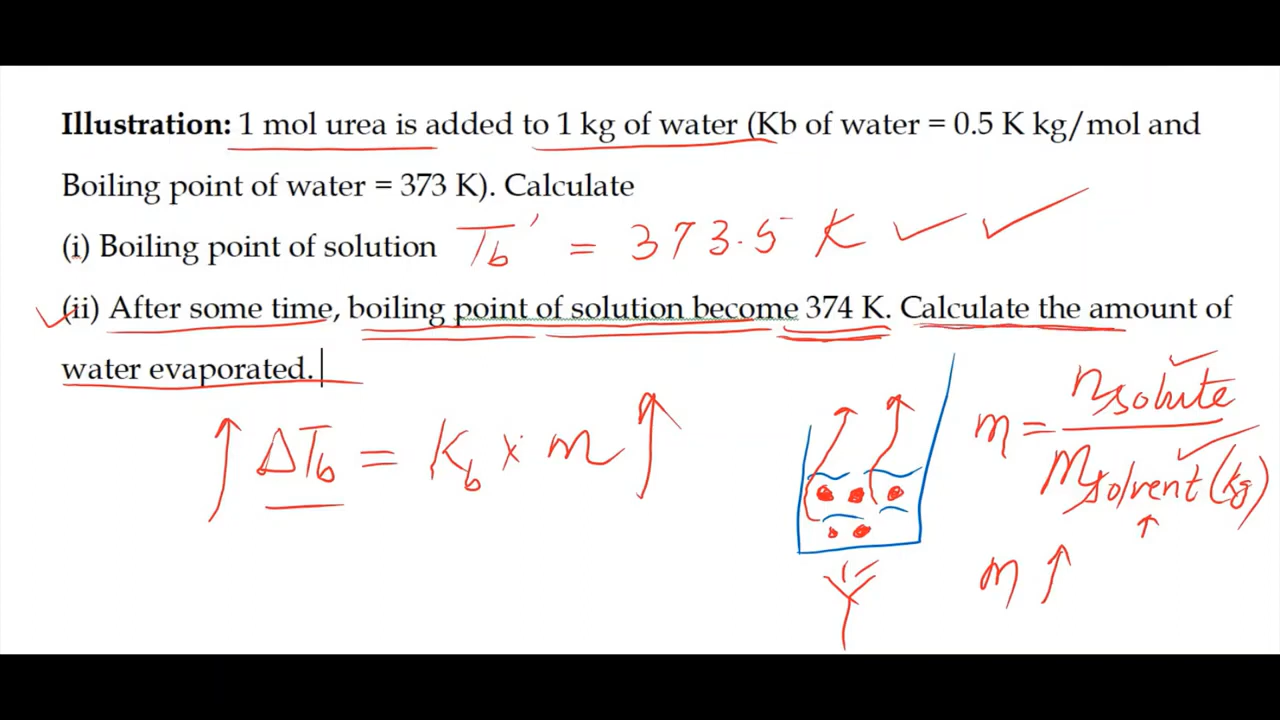 Illustration: 1 mol urea is added to 1 kg of water (Kb of water = 0.5 K kg/mol and
Boiling point of water = 373 K). Calculate
(i) Boiling point of solution Tb' = 373.5 K
(ii) After some time, boiling point of solution become 374 K. Calculate the amount of
water evaporated.
↑ ΔTb = Kb × m ↑
m = nsolute / Msolvent (kg)
↑
m ↑